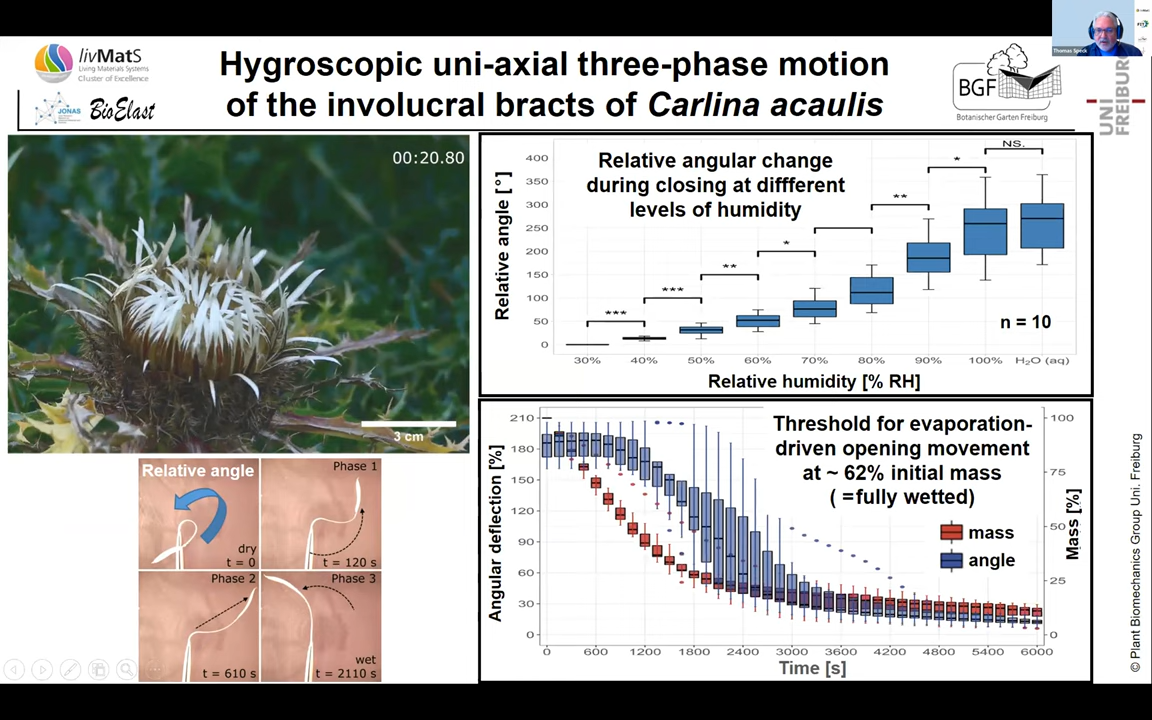 livMatS
Living Materials Systems
Cluster of Excellence
JONAS
BioElast
Hygroscopic uni-axial three-phase motion
of the involucral bracts of Carlina acaulis
BGF
Botanischer Garten Freiburg
UNI
FREIBURG
Thomas Speck
00:20.80
3 cm
Relative angle
dry
t = 0
Phase 1
t = 120 s
Phase 2
t = 610 s
Phase 3
wet
t = 2110 s
Relative angular change
during closing at diffferent
levels of humidity
Relative angle [°]
400
350
300
250
200
150
100
50
0
***
***
**
*
**
*
NS.
n = 10
30% 40% 50% 60% 70% 80% 90% 100% H2O (aq)
Relative humidity [% RH]
Threshold for evaporation-
driven opening movement
at ~ 62% initial mass
( =fully wetted)
mass
angle
Angular deflection [%]
210
180
150
120
90
60
30
0
Mass [%]
100
75
50
25
0
0 600 1200 1800 2400 3000 3600 4200 4800 5400 6000
Time [s]
© Plant Biomechanics Group Uni. Freiburg